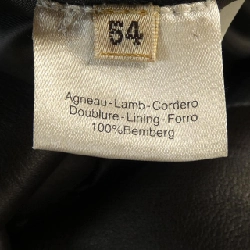 54
Agneau-Lamb-Cordero
Doublure-Lining-Forro
100%Bemberg